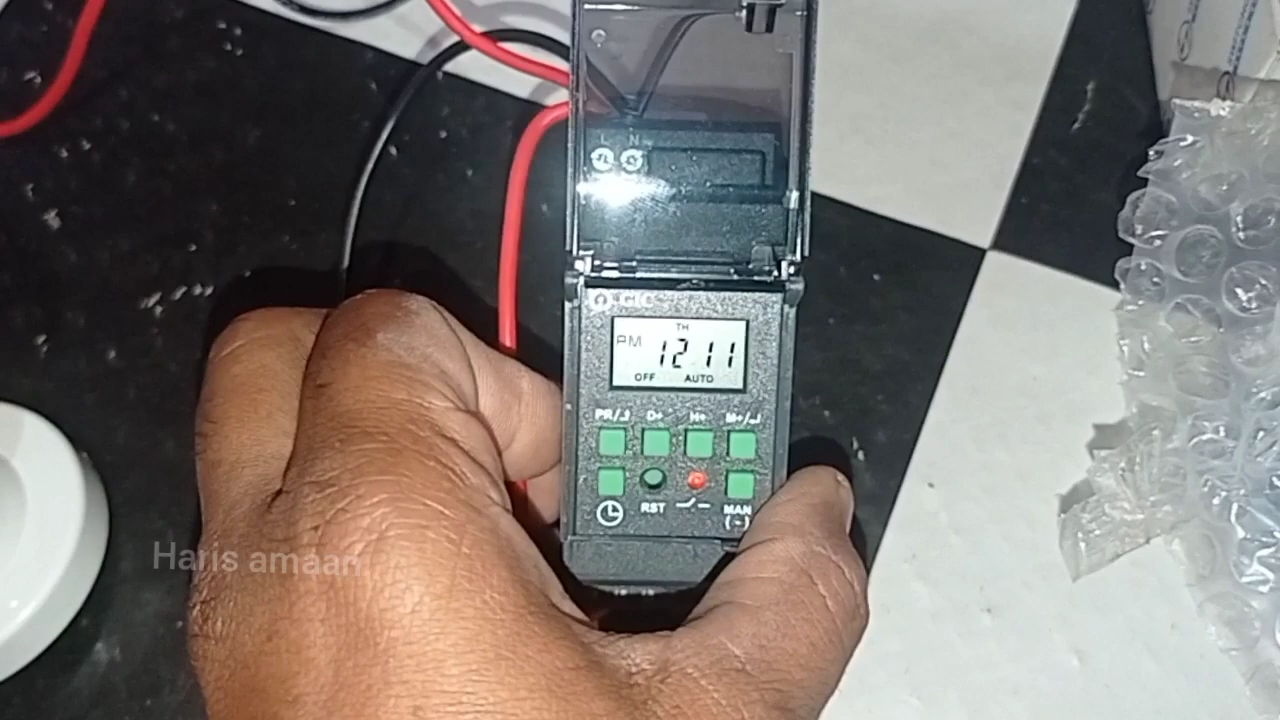 L N
GIC
TH
PM 12 11
OFF AUTO
PR/⮥ D+ H+ M+/↵
RST MAN
(-)
Haris amaan